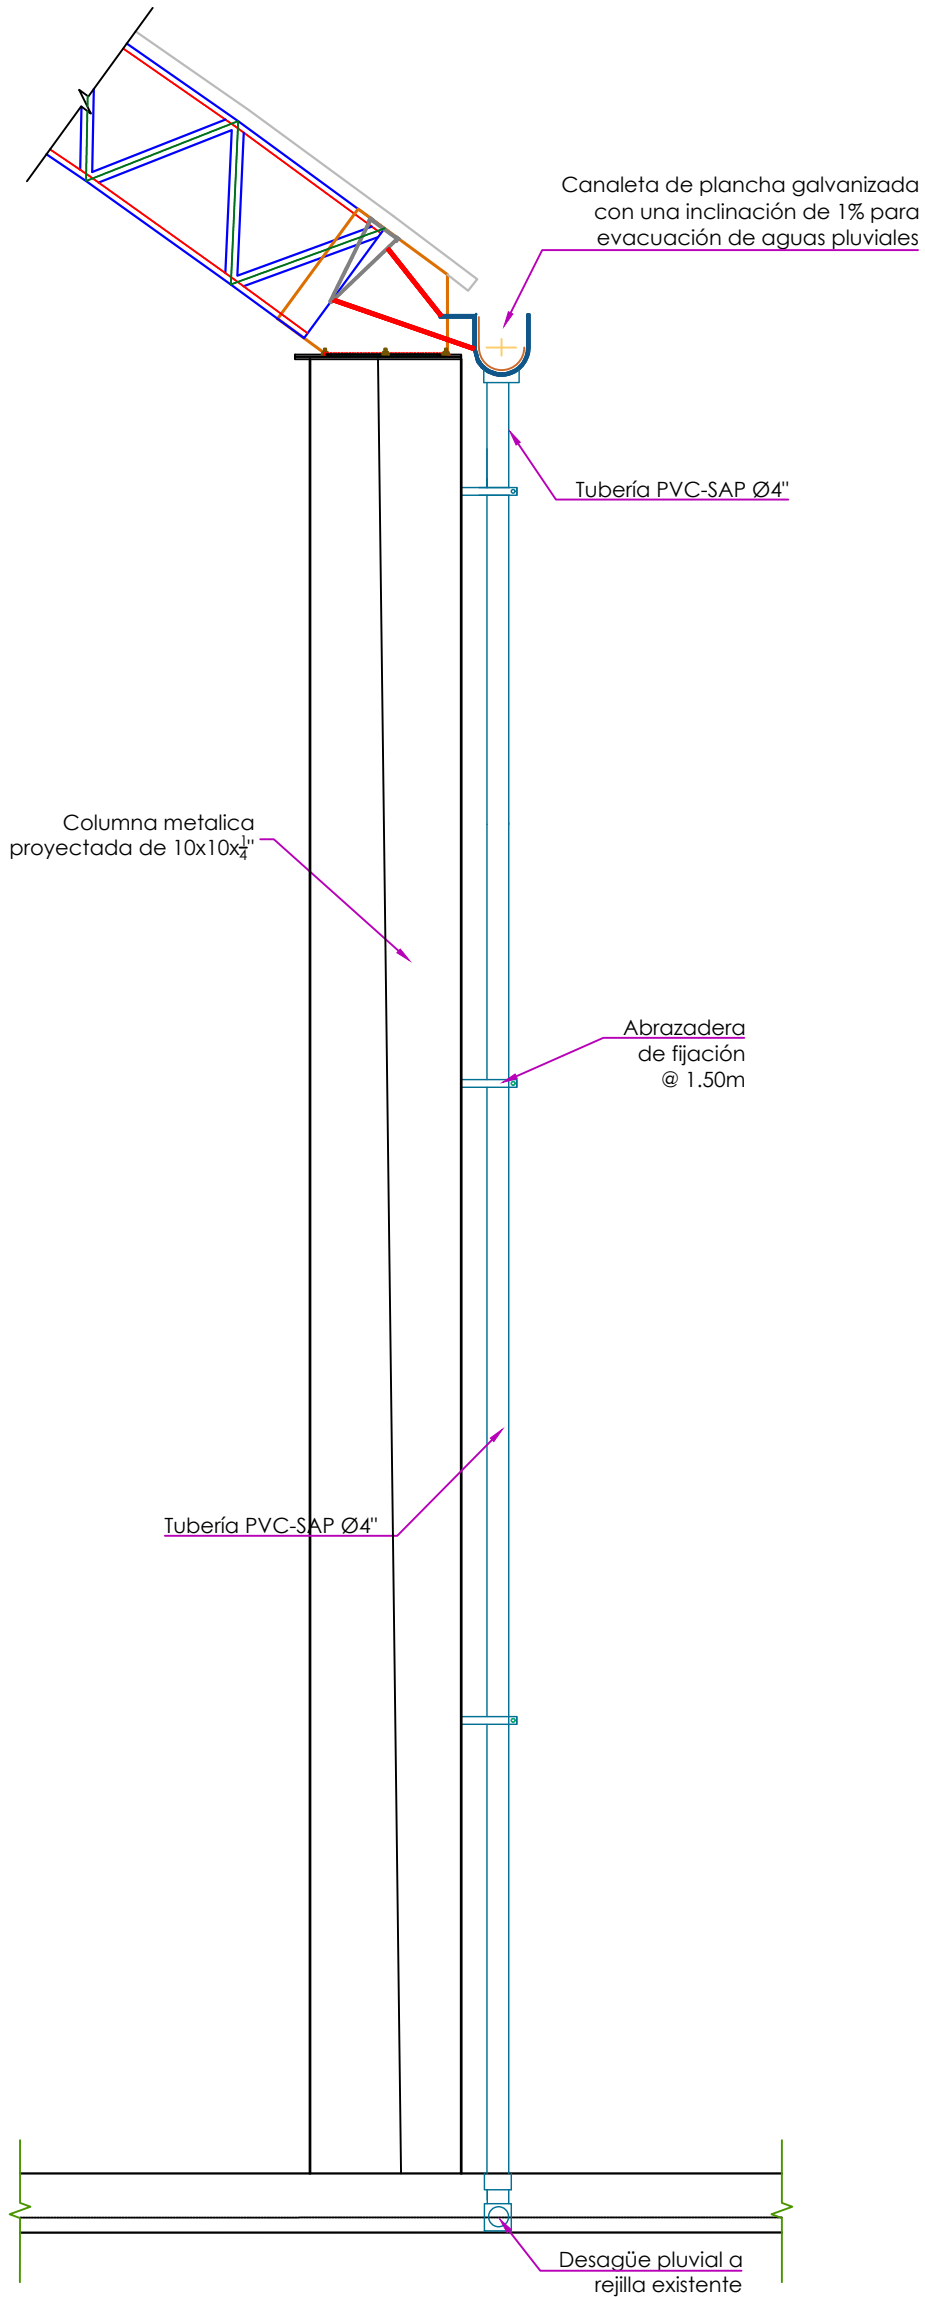 Canaleta de plancha galvanizada
con una inclinación de 1% para
evacuación de aguas pluviales
Tubería PVC-SAP Ø4"
Columna metalica
proyectada de 10x10x¼"
Abrazadera
de fijación
@ 1.50m
Tubería PVC-SAP Ø4"
Desagüe pluvial a
rejilla existente